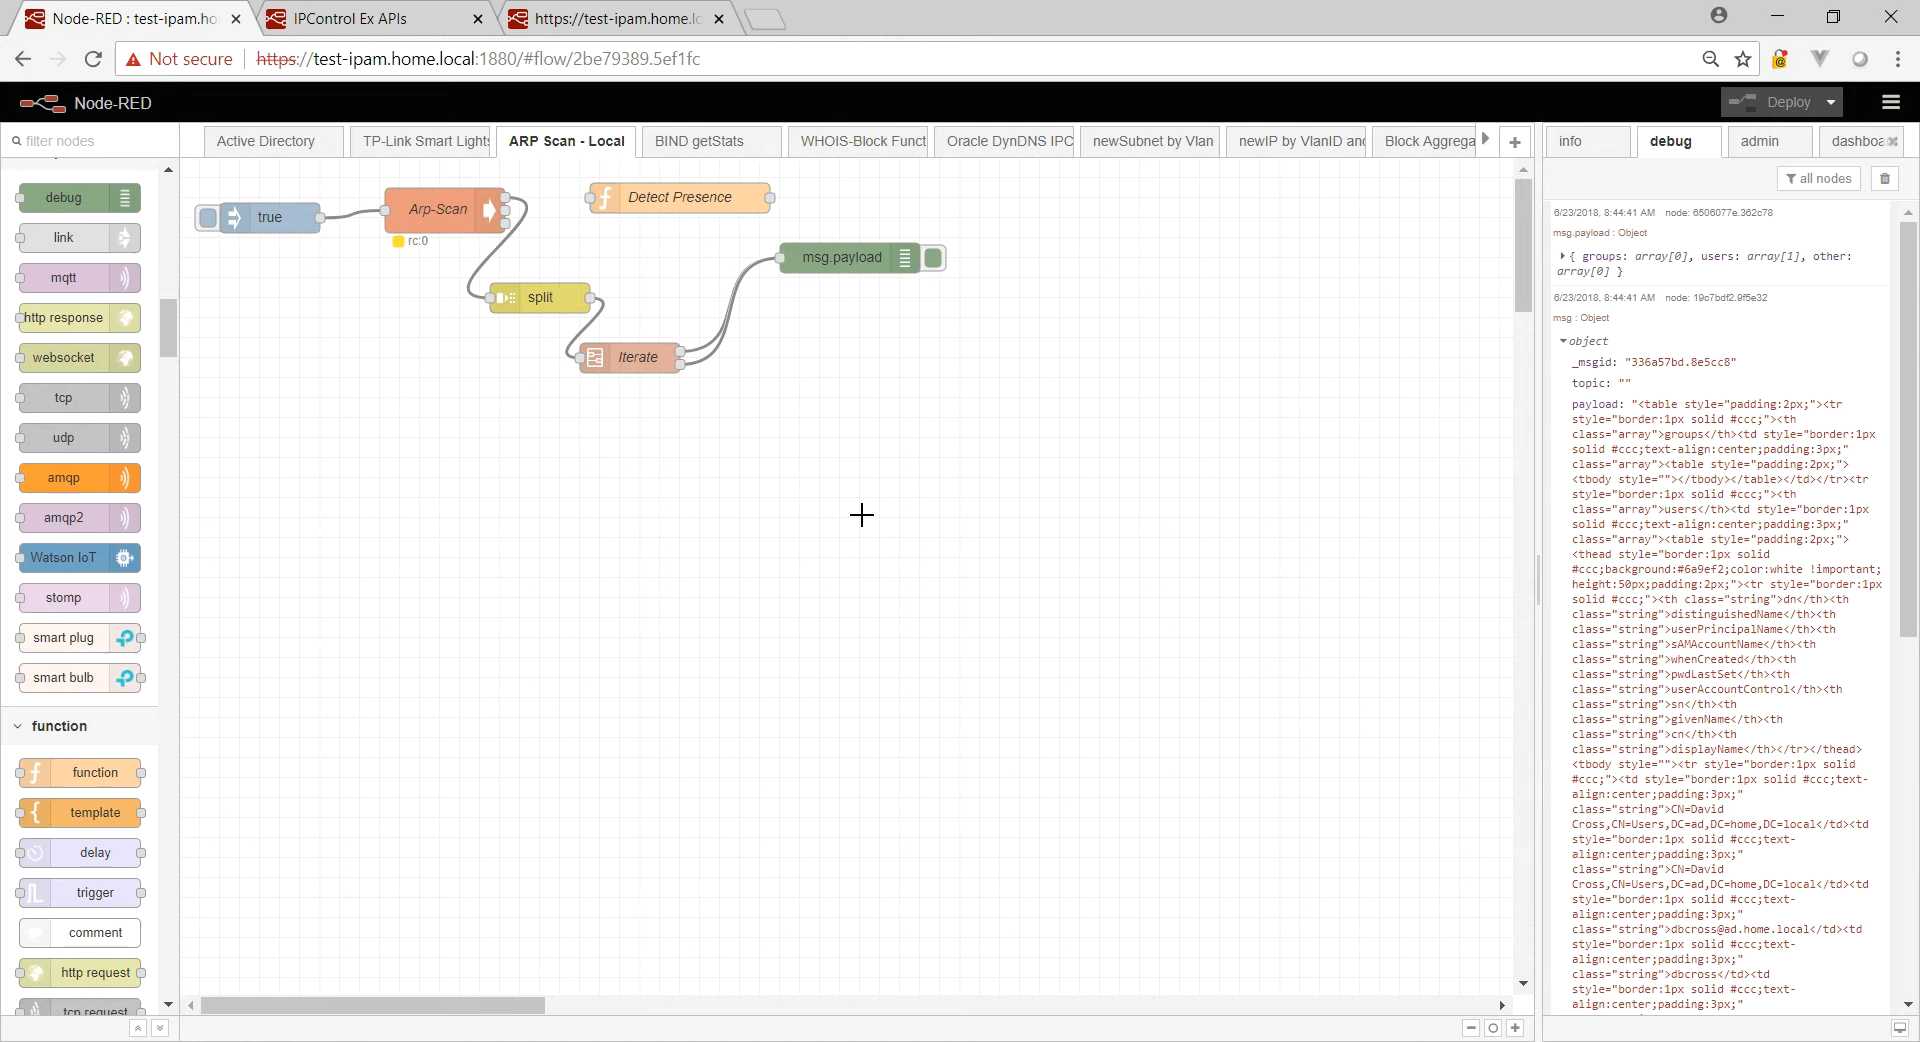 Node-RED : test-ipam.ho
IPControl Ex APIs
https://test-ipam.home.lo
Not secure
https://test-ipam.home.local:1880/#flow/2be79389.5ef1fc
Node-RED
Deploy
filter nodes
Active Directory
TP-Link Smart Lights
ARP Scan - Local
BIND getStats
WHOIS-Block Funct
Oracle DynDNS IPC
newSubnet by Vlan
newIP by VlanID and
Block Aggrega
info
debug
admin
dashboa
all nodes
debug
link
mqtt
http response
websocket
tcp
udp
amqp
amqp2
Watson IoT
stomp
smart plug
smart bulb
function
function
template
delay
trigger
comment
http request
tcp request
true
Arp-Scan
rc:0
Detect Presence
msg.payload
split
Iterate
6/23/2018, 8:44:41 AM node: 6506077e.362c78
msg.payload : Object
{ groups: array[0], users: array[1], other:
array[0] }
6/23/2018, 8:44:41 AM node: 19c7bdf2.9f5e32
msg : Object
object
_msgid: "336a57bd.8e5cc8"
topic: ""
payload: "<table style="padding:2px;"><tr
style="border:1px solid #ccc;"><th
class="array">groups</th><td style="border:1px
solid #ccc;text-align:center;padding:3px;"
class="array"><table style="padding:2px;">
<tbody style=""></tbody></table></td></tr><tr
style="border:1px solid #ccc;"><th
class="array">users</th><td style="border:1px
solid #ccc;text-align:center;padding:3px;"
class="array"><table style="padding:2px;">
<thead style="border:1px solid
#ccc;background:#6a9ef2;color:white !important;
height:50px;padding:2px;"><tr style="border:1px
solid #ccc;"><th class="string">dn</th><th
class="string">distinguishedName</th><th
class="string">userPrincipalName</th><th
class="string">sAMAccountName</th><th
class="string">whenCreated</th><th
class="string">pwdLastSet</th><th
class="string">userAccountControl</th><th
class="string">sn</th><th
class="string">givenName</th><th
class="string">cn</th><th
class="string">displayName</th></tr></thead>
<tbody style=""><tr style="border:1px solid
#ccc;"><td style="border:1px solid #ccc;text-
align:center;padding:3px;"
class="string">CN=David
Cross,CN=Users,DC=ad,DC=home,DC=local</td><td
style="border:1px solid #ccc;text-
align:center;padding:3px;"
class="string">CN=David
Cross,CN=Users,DC=ad,DC=home,DC=local</td><td
style="border:1px solid #ccc;text-
align:center;padding:3px;"
class="string">dbcross@ad.home.local</td><td
style="border:1px solid #ccc;text-
align:center;padding:3px;"
class="string">dbcross</td><td
style="border:1px solid #ccc;text-
align:center;padding:3px;"